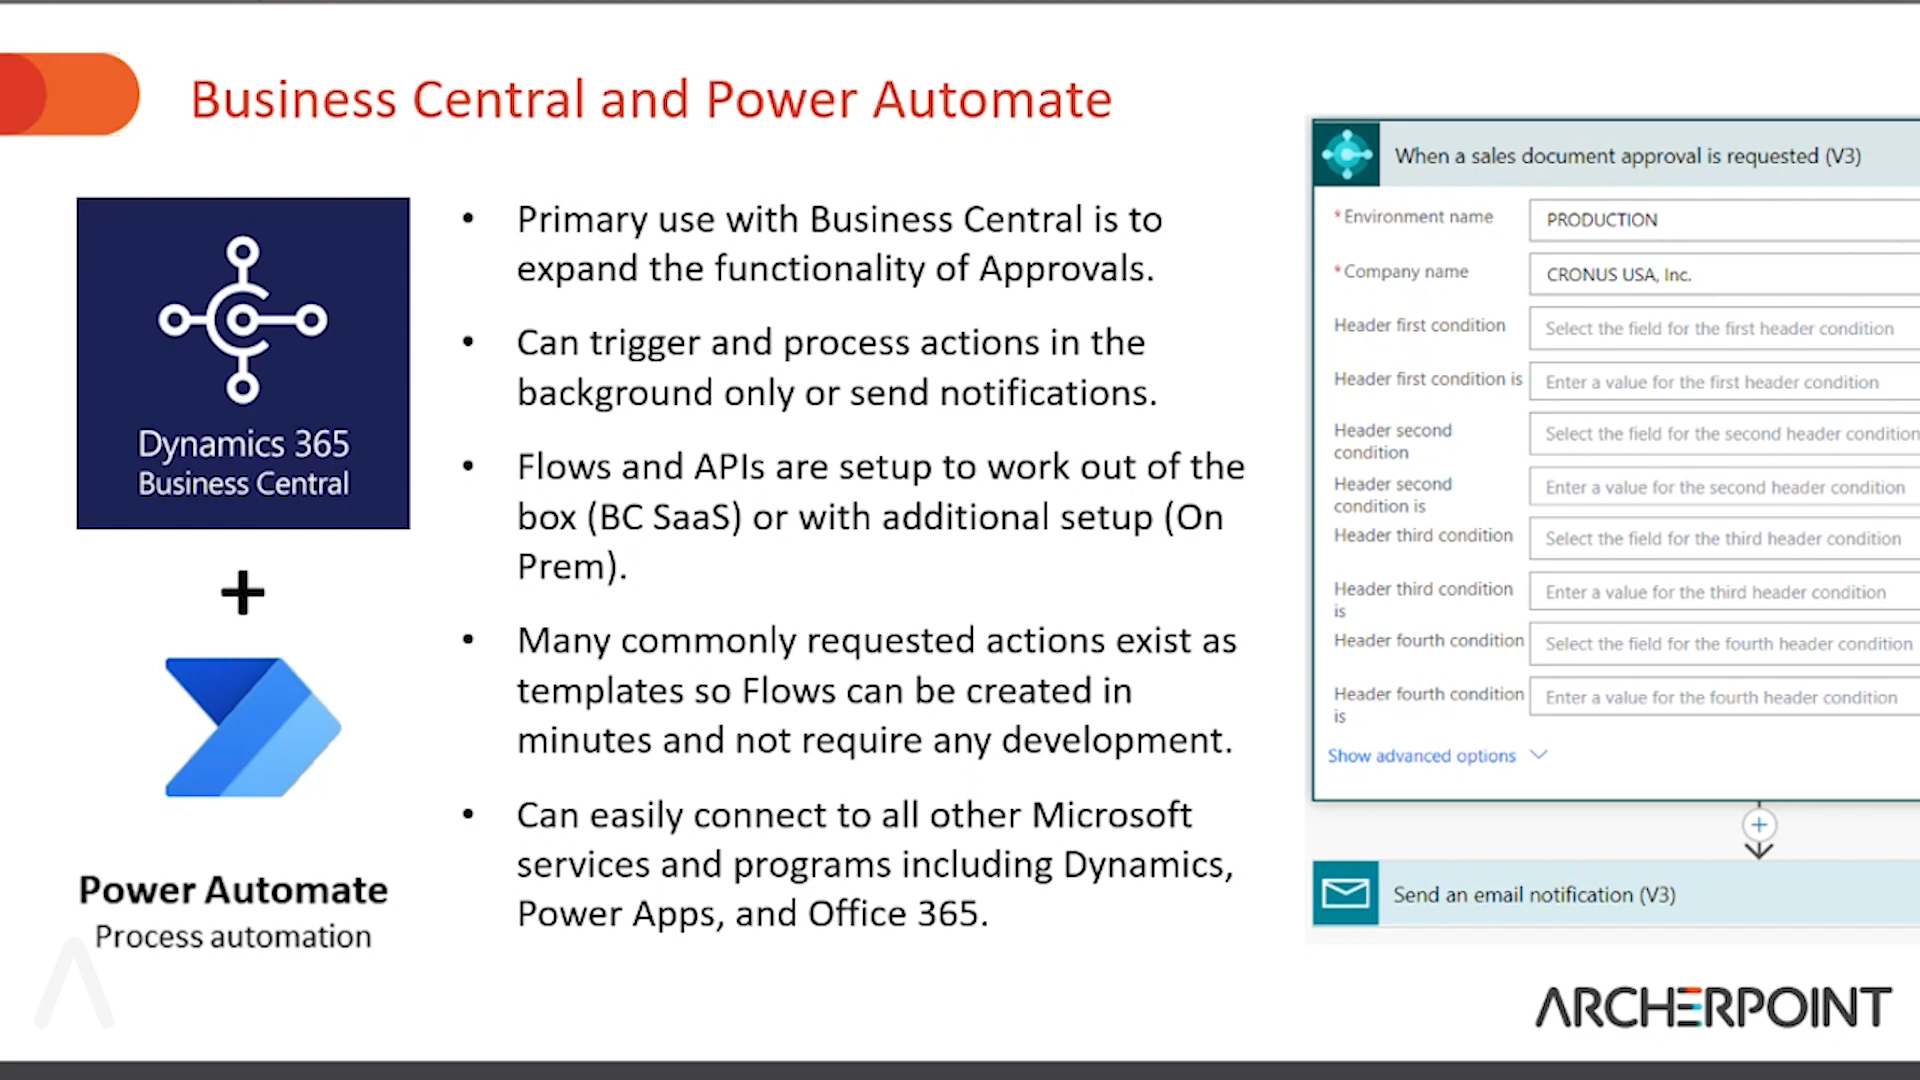 Business Central and Power Automate
Dynamics 365
Business Central
+
Power Automate
Process automation
• Primary use with Business Central is to
expand the functionality of Approvals.
• Can trigger and process actions in the
background only or send notifications.
• Flows and APIs are setup to work out of the
box (BC SaaS) or with additional setup (On
Prem).
• Many commonly requested actions exist as
templates so Flows can be created in
minutes and not require any development.
• Can easily connect to all other Microsoft
services and programs including Dynamics,
Power Apps, and Office 365.
When a sales document approval is requested (V3)
* Environment name
PRODUCTION
* Company name
CRONUS USA, Inc.
Header first condition
Select the field for the first header condition
Header first condition is
Enter a value for the first header condition
Header second
condition
Select the field for the second header condition
Header second
condition is
Enter a value for the second header condition
Header third condition
Select the field for the third header condition
Header third condition
is
Enter a value for the third header condition
Header fourth condition
Select the field for the fourth header condition
Header fourth condition
is
Enter a value for the fourth header condition
Show advanced options
Send an email notification (V3)
ARCHERPOINT